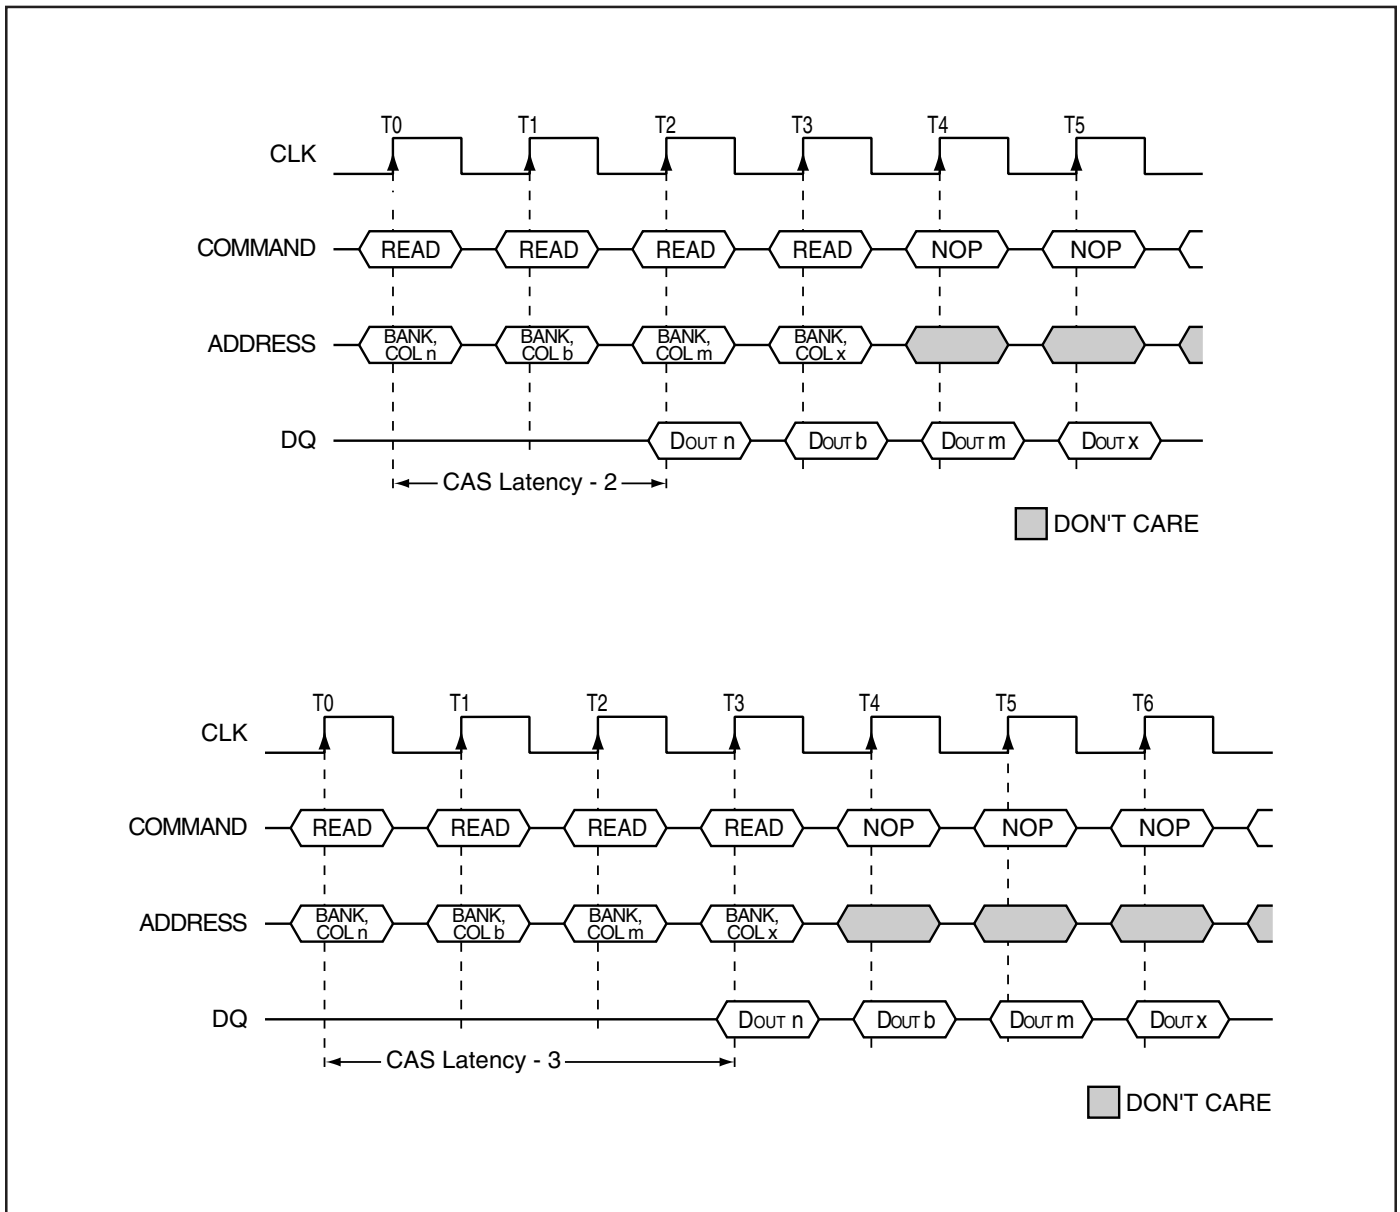 T0 T1 T2 T3 T4 T5
CLK
COMMAND READ READ READ READ NOP NOP
ADDRESS BANK, COL n BANK, COL b BANK, COL m BANK, COL x
DQ DOUT n DOUT b DOUT m DOUT x
CAS Latency - 2
DON'T CARE
T0 T1 T2 T3 T4 T5 T6
CLK
COMMAND READ READ READ READ NOP NOP NOP
ADDRESS BANK, COL n BANK, COL b BANK, COL m BANK, COL x
DQ DOUT n DOUT b DOUT m DOUT x
CAS Latency - 3
DON'T CARE